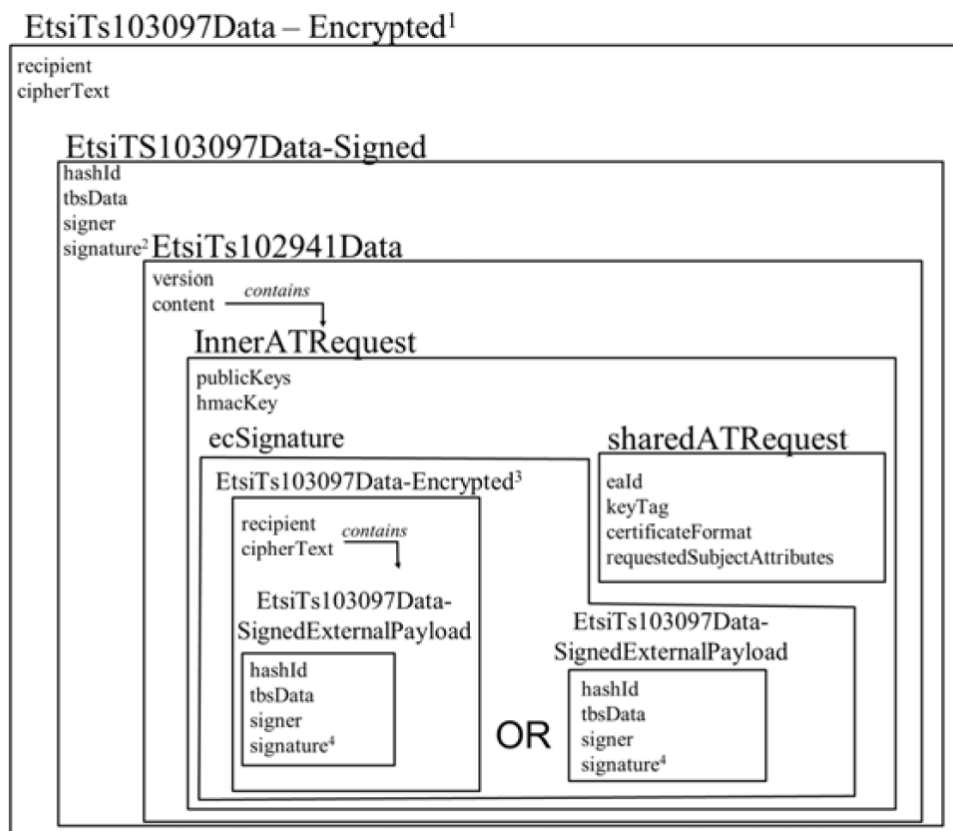 EtsiTs103097Data – Encrypted¹
recipient
cipherText
EtsiTS103097Data-Signed
hashId
tbsData
signer
signature²
EtsiTs102941Data
version
content
contains
InnerATRequest
publicKeys
hmacKey
ecSignature
EtsiTs103097Data-Encrypted³
recipient
cipherText
contains
EtsiTs103097Data-
SignedExternalPayload
hashId
tbsData
signer
signature⁴
OR
EtsiTs103097Data-
SignedExternalPayload
hashId
tbsData
signer
signature⁴
sharedATRequest
eaId
keyTag
certificateFormat
requestedSubjectAttributes